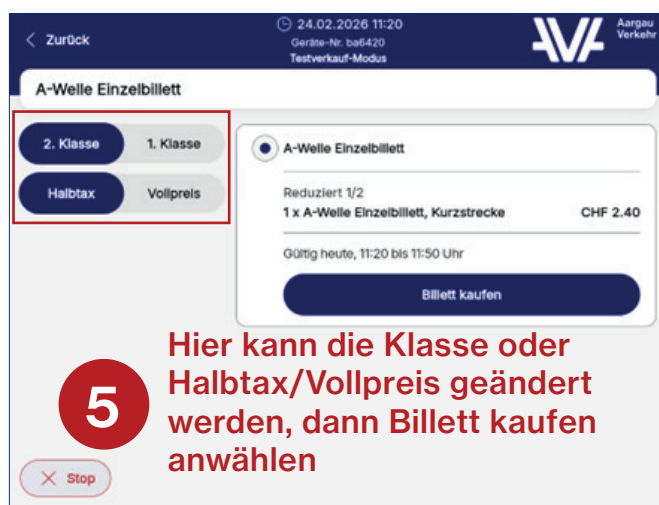 Zurück
24.02.2026 11:20
Geräte-Nr. ba6420
Testverkauf-Modus
AVA
Aargau
Verkehr
A-Welle Einzelbillett
2. Klasse
1. Klasse
Halbtax
Vollpreis
A-Welle Einzelbillett
Reduziert 1/2
1 x A-Welle Einzelbillett, Kurzstrecke CHF 2.40
Gültig heute, 11:20 bis 11:50 Uhr
Billett kaufen
5
Hier kann die Klasse oder
Halbtax/Vollpreis geändert
werden, dann Billett kaufen
anwählen
Stop